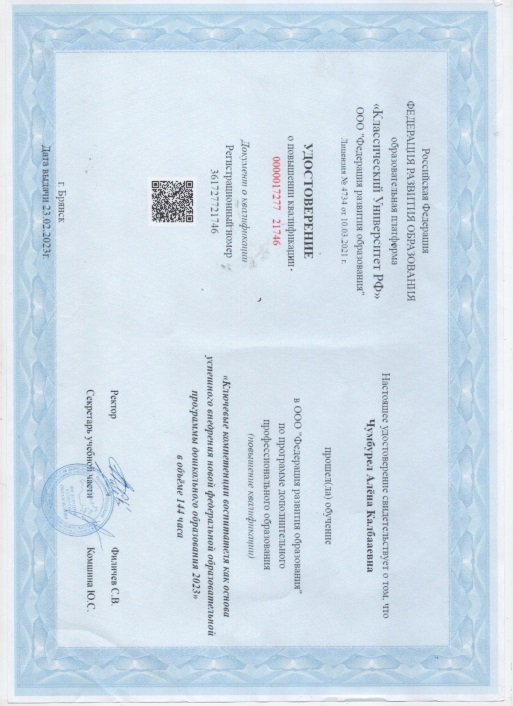 Российская Федерация
ФЕДЕРАЦИЯ РАЗВИТИЯ ОБРАЗОВАНИЯ
образовательная платформа
«Классический Университет РФ»
ООО "Федерация развития образования"
Лицензия № 4734 от 10.03.2021 г.
УДОСТОВЕРЕНИЕ
о повышении квалификации
0000017277 21746
Документ о квалификации
Регистрационный номер
361727721746
г. Брянск
Дата выдачи 23.02.2023г.
Настоящее удостоверение свидетельствует о том, что
Чумбурел Алёна Калбааевна
прошел(ла) обучение
в ООО "Федерация развития образования"
по программе дополнительного
профессионального образования
(повышение квалификации)
«Ключевые компетенции воспитателя как основа
успешного внедрения новой федеральной образовательной
программы дошкольного образования 2023»
в объёме 144 часа
Ректор Филичев С.В.
Секретарь учебной части Комшина Ю.С.